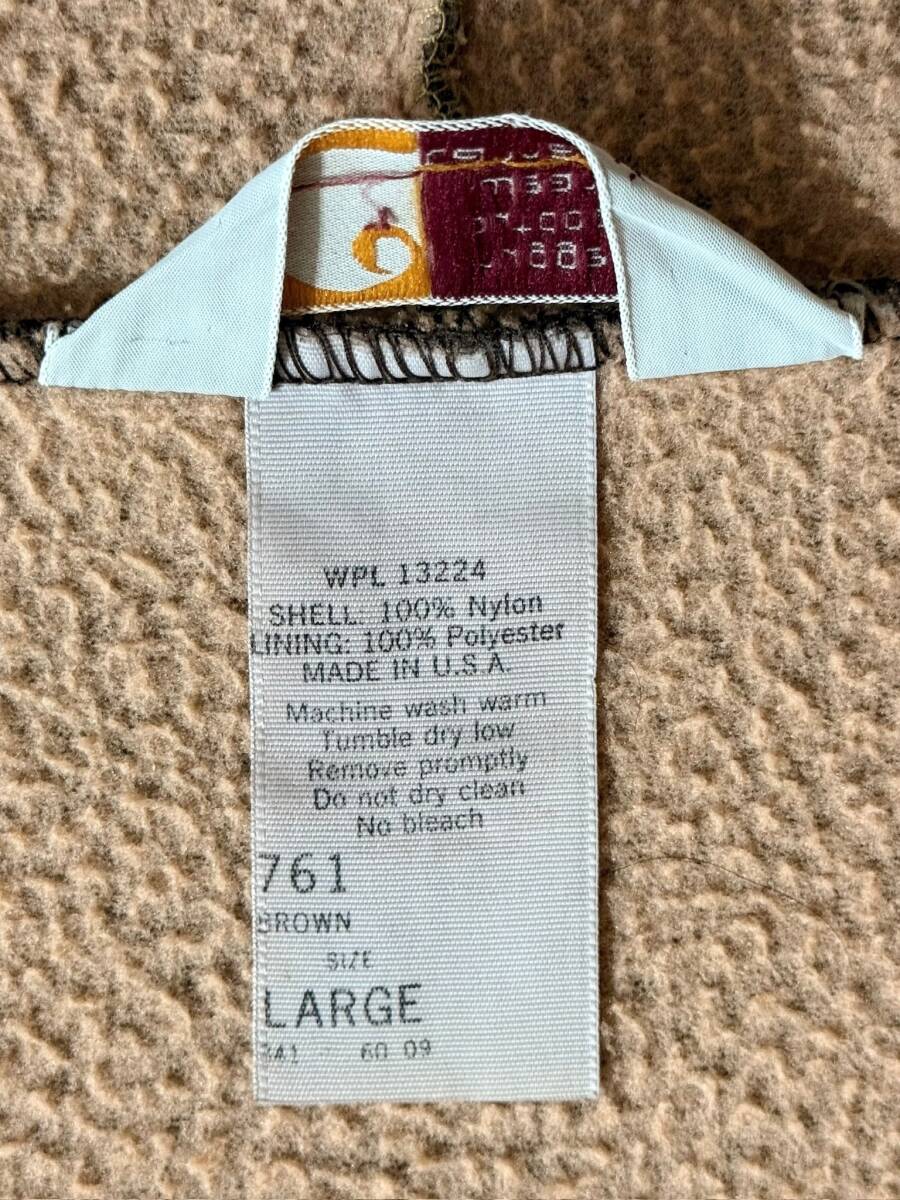 WPL 13224
SHELL: 100% Nylon
LINING: 100% Polyester
MADE IN U.S.A.
Machine wash warm
Tumble dry low
Remove promptly
Do not dry clean
No bleach
761
BROWN
SIZE
LARGE
341 60 09